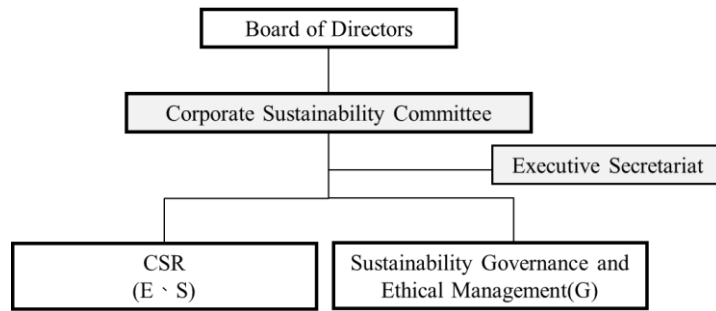 Board of Directors
Corporate Sustainability Committee
Executive Secretariat
CSR
(E、S)
Sustainability Governance and
Ethical Management(G)